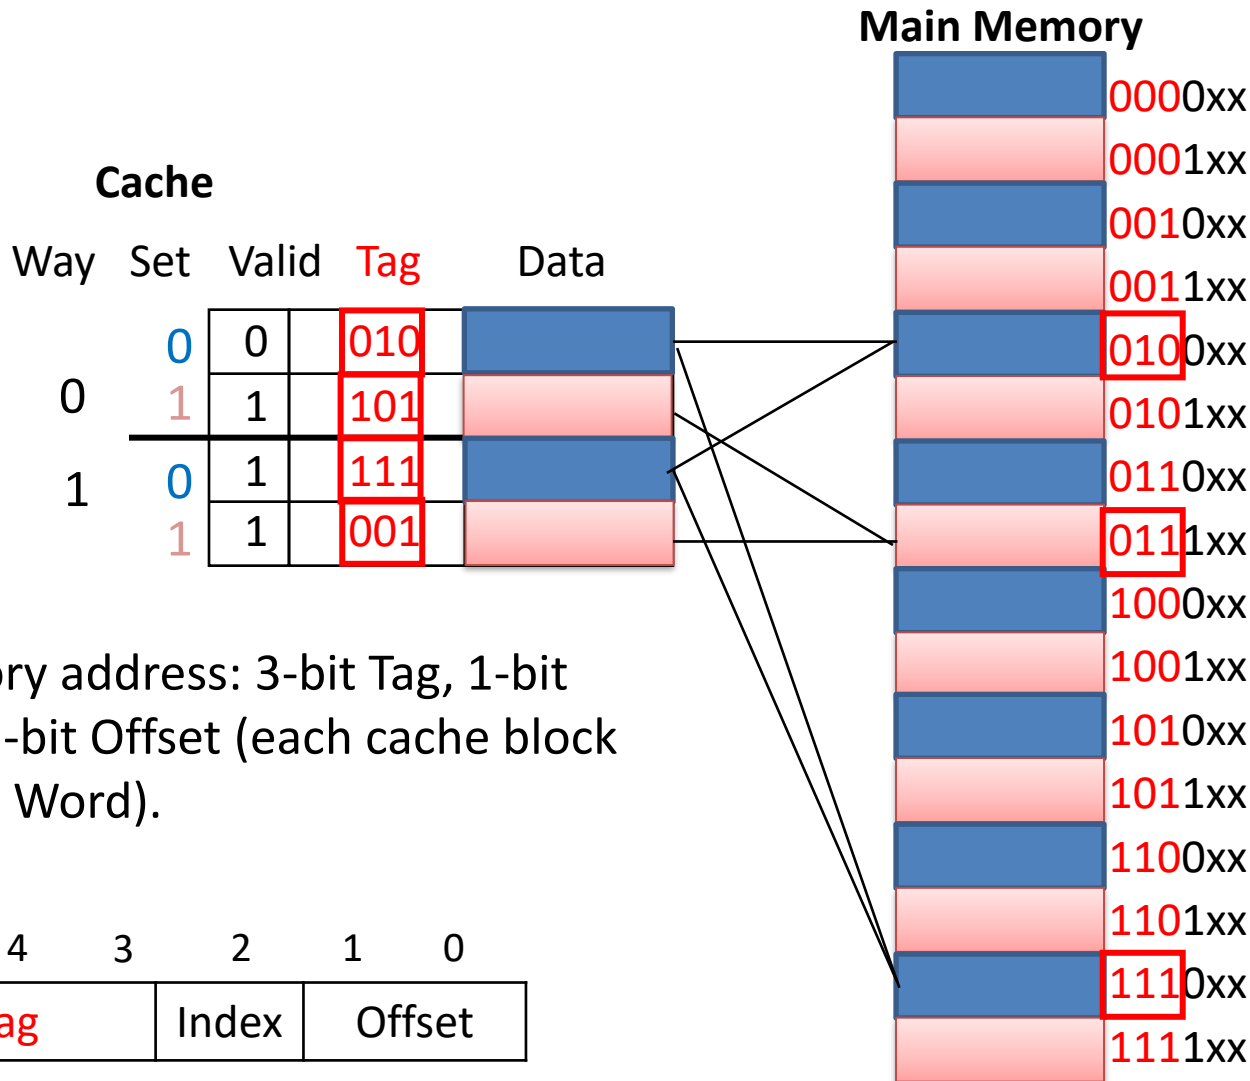 Main Memory
0000xx
0001xx
Cache
0010xx
Way Set Valid Tag Data
0011xx
0 0 010
0100xx
0 1 1 101
0101xx
1 0 1 111
0110xx
1 1 001
0111xx
1000xx
ory address: 3-bit Tag, 1-bit
1001xx
-bit Offset (each cache block
1010xx
Word).
1011xx
1100xx
4 3 2 1 0
1101xx
ag Index Offset
1110xx
1111xx